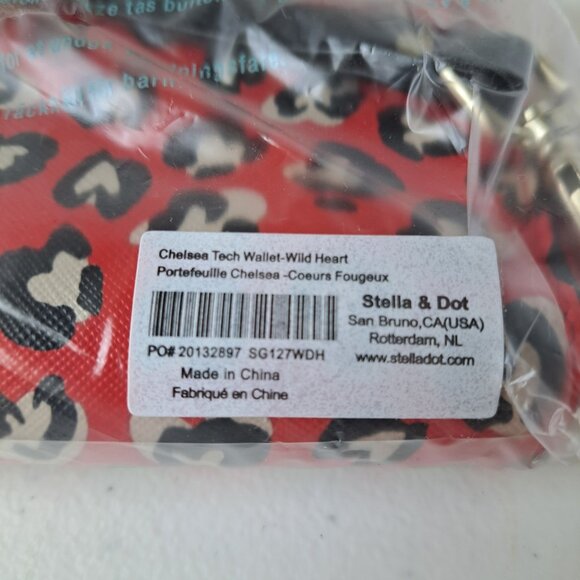 Chelsea Tech Wallet-Wild Heart
Portefeuille Chelsea -Coeurs Fougeux
Stella & Dot
San Bruno,CA(USA)
Rotterdam, NL
www.stelladot.com
PO# 20132897 SG127WDH
Made in China
Fabriqué en Chine